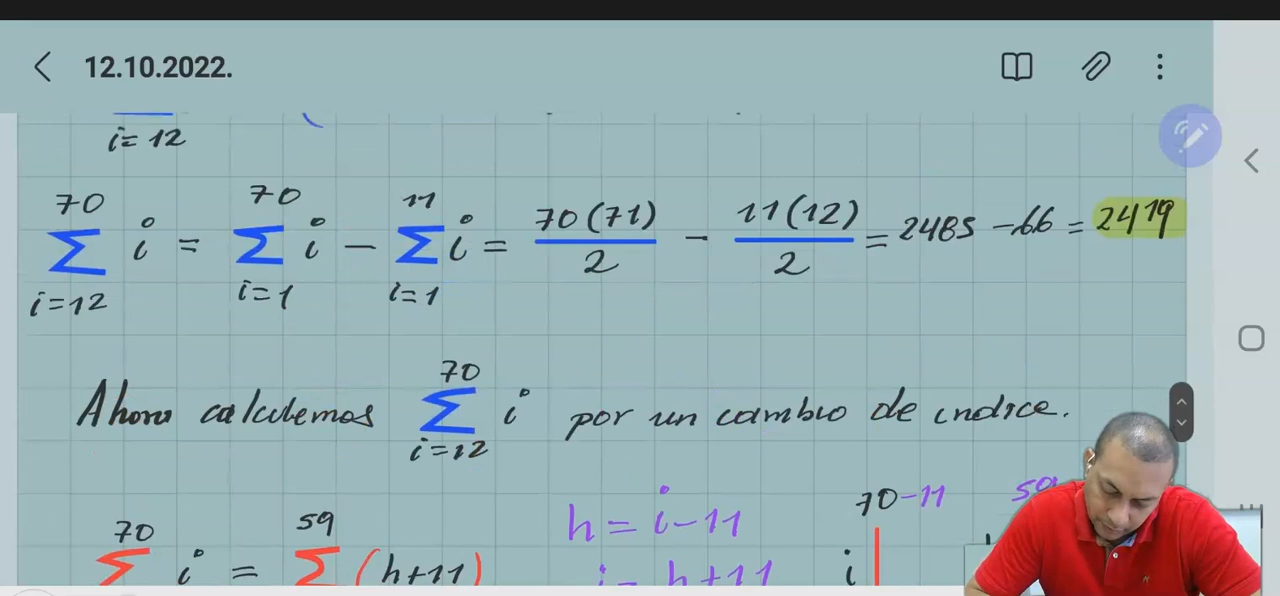 12.10.2022.
i=12
70 70 11
∑ i = ∑ i − ∑ i = 70(71)/2 − 11(12)/2 = 2485 − 66 = 2419
i=12 i=1 i=1
70
Ahora calculemos ∑ i por un cambio de indice.
i=12
70 59 h = i−11 70−11 59
∑ i = ∑ (h+11) i = h+11 i